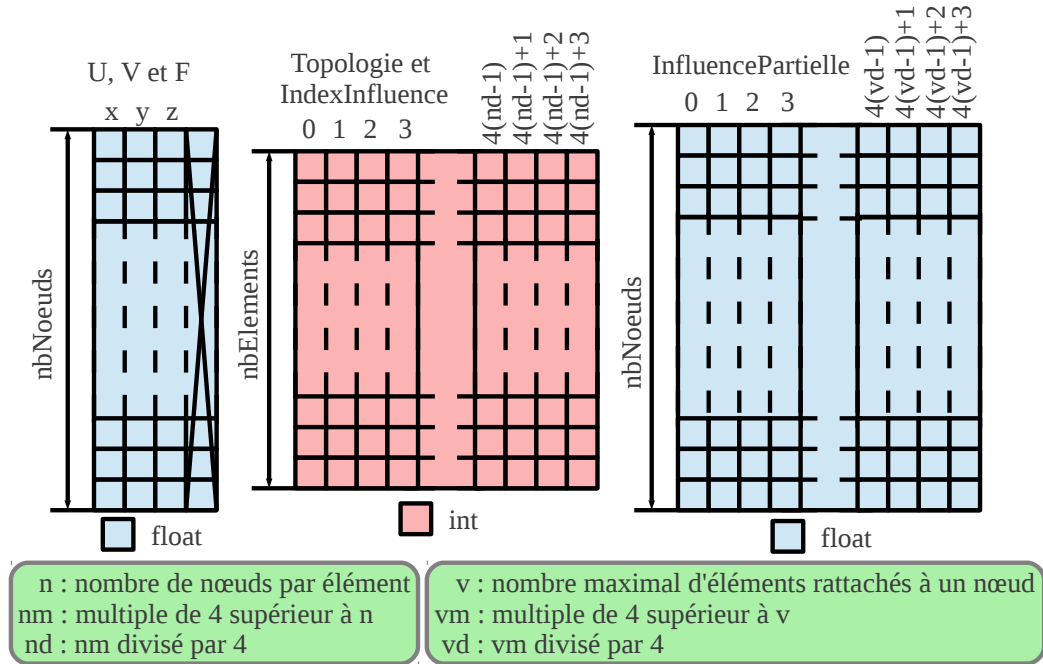 U, V et F
x y z
nbNoeuds
float
Topologie et
IndexInfluence
0 1 2 3 4(nd-1) 4(nd-1)+1 4(nd-1)+2 4(nd-1)+3
nbElements
int
InfluencePartielle
0 1 2 3 4(vd-1) 4(vd-1)+1 4(vd-1)+2 4(vd-1)+3
nbNoeuds
float
n : nombre de nœuds par élément
nm : multiple de 4 supérieur à n
nd : nm divisé par 4
v : nombre maximal d'éléments rattachés à un nœud
vm : multiple de 4 supérieur à v
vd : vm divisé par 4